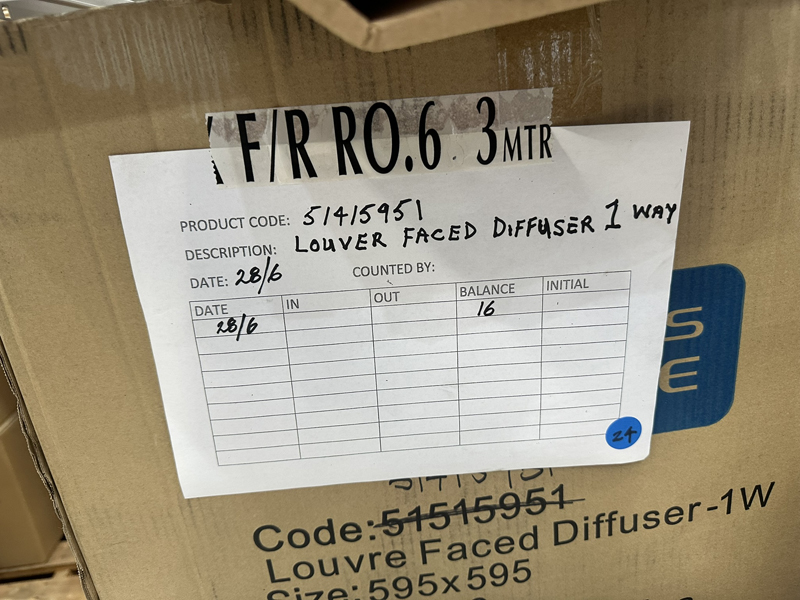 F/R RO.6 3MTR
PRODUCT CODE: 51415951
DESCRIPTION: LOUVER FACED DIFFUSER 1 WAY
DATE: 28/6 COUNTED BY:
DATE IN OUT BALANCE INITIAL
28/6 16
24
S
E
Code: 51515951
Louvre Faced Diffuser-1W
Size: 595x595